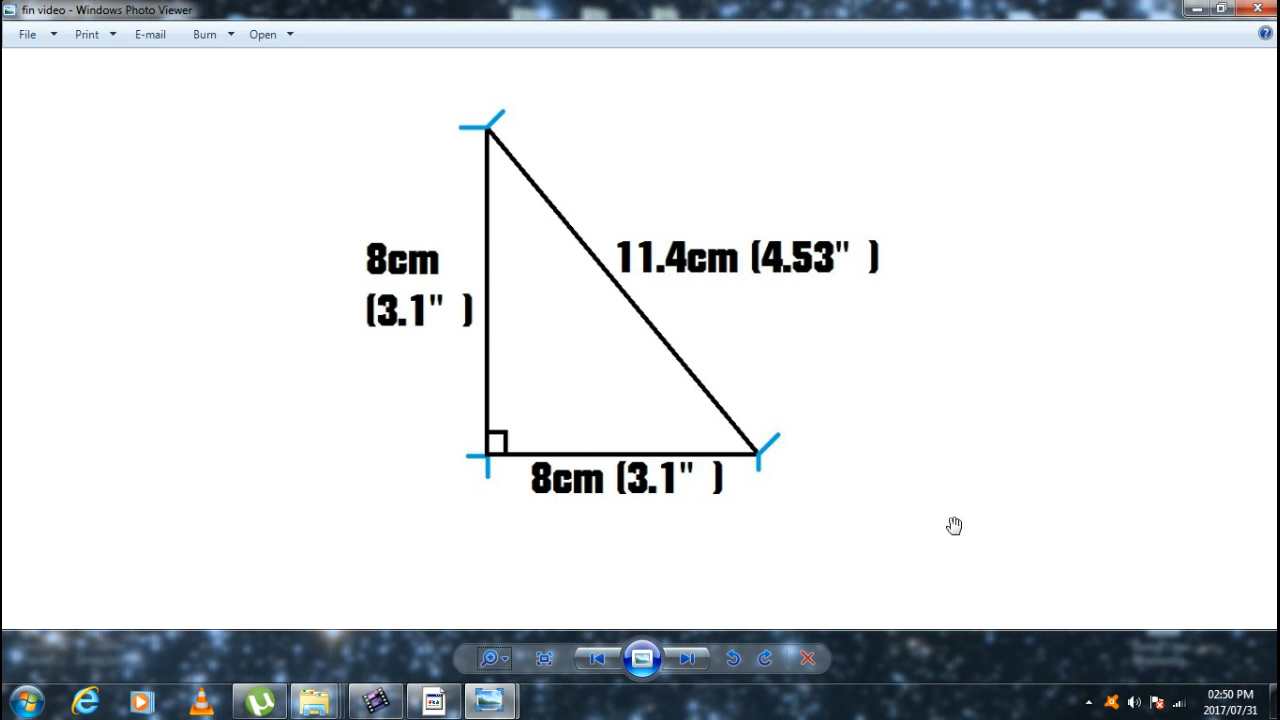 fin video - Windows Photo Viewer
File Print E-mail Burn Open
8cm
(3.1" )
11.4cm (4.53" )
8cm (3.1" )
02:50 PM
2017/07/31